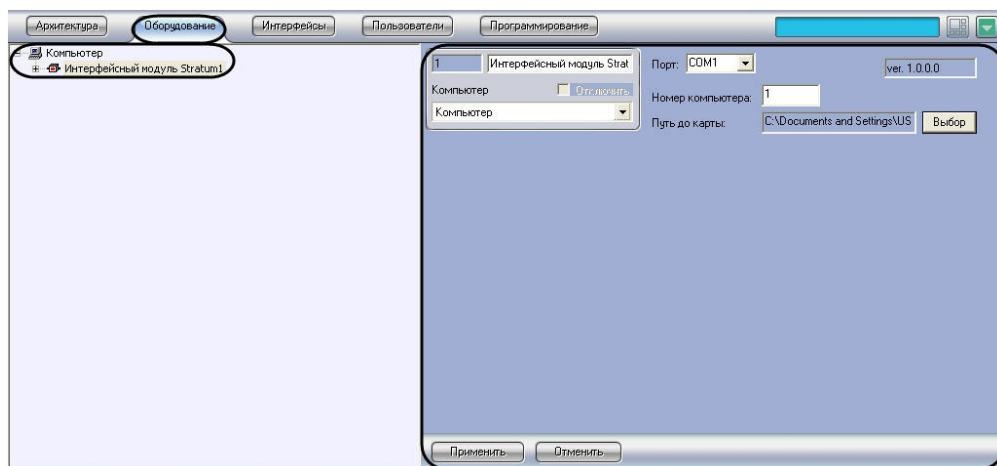 Архитектура Оборудование Интерфейсы Пользователи Программирование
Компьютер
Интерфейсный модуль Stratum1
1 Интерфейсный модуль Strat
Компьютер Отключить
Компьютер
Порт: COM1 ver. 1.0.0.0
Номер компьютера: 1
Путь до карты: C:\Documents and Settings\US Выбор
Применить Отменить